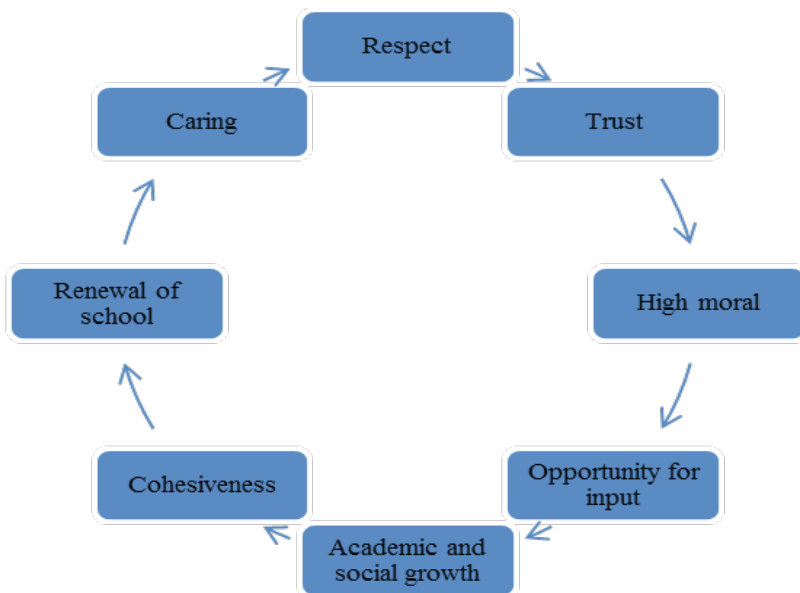 Respect
Trust
High moral
Opportunity for
input
Academic and
social growth
Cohesiveness
Renewal of
school
Caring